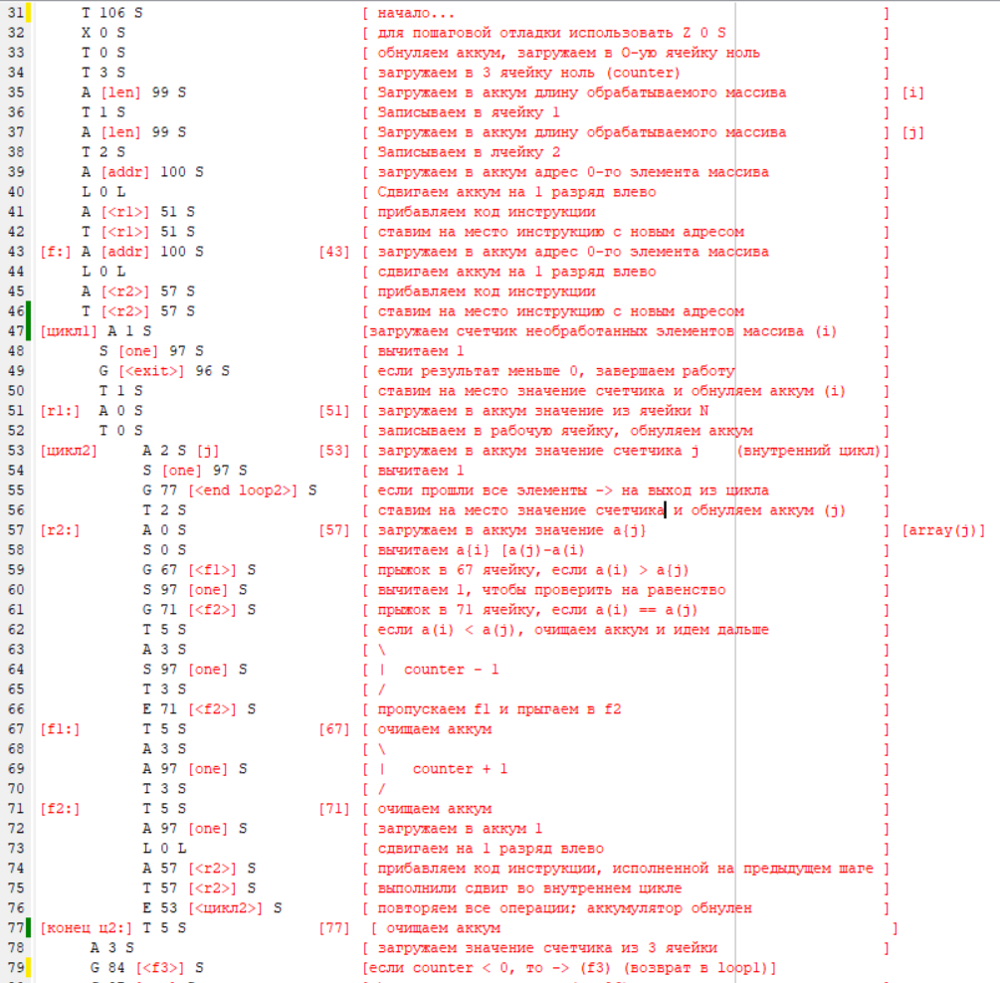 31 T 106 S [ начало... ]
32 X 0 S [ для пошаговой отладки использовать Z 0 S ]
33 T 0 S [ обнуляем аккум, загружаем в 0-ую ячейку ноль ]
34 T 3 S [ загружаем в 3 ячейку ноль (counter) ]
35 A [len] 99 S [ Загружаем в аккум длину обрабатываемого массива ] [i]
36 T 1 S [ Записываем в ячейку 1 ]
37 A [len] 99 S [ Загружаем в аккум длину обрабатываемого массива ] [j]
38 T 2 S [ Записываем в лчейку 2 ]
39 A [addr] 100 S [ загружаем в аккум адрес 0-го элемента массива ]
40 L 0 L [ Сдвигаем аккум на 1 разряд влево ]
41 A [<r1>] 51 S [ прибавляем код инструкции ]
42 T [<r1>] 51 S [ ставим на место инструкцию с новым адресом ]
43 [f:] A [addr] 100 S [43] [ загружаем в аккум адрес 0-го элемента массива ]
44 L 0 L [ сдвигаем аккум на 1 разряд влево ]
45 A [<r2>] 57 S [ прибавляем код инструкции ]
46 T [<r2>] 57 S [ ставим на место инструкцию с новым адресом ]
47 [цикл1] A 1 S [загружаем счетчик необработанных элементов массива (i) ]
48 S [one] 97 S [ вычитаем 1 ]
49 G [<exit>] 96 S [ если результат меньше 0, завершаем работу ]
50 T 1 S [ ставим на место значение счетчика и обнуляем аккум (i) ]
51 [r1:] A 0 S [51] [ загружаем в аккум значение из ячейки N ]
52 T 0 S [ записываем в рабочую ячейку, обнуляем аккум ]
53 [цикл2] A 2 S [j] [53] [ загружаем в аккум значение счетчика j (внутренний цикл)]
54 S [one] 97 S [ вычитаем 1 ]
55 G 77 [<end loop2>] S [ если прошли все элементы -> на выход из цикла ]
56 T 2 S [ ставим на место значение счетчика и обнуляем аккум (j) ]
57 [r2:] A 0 S [57] [ загружаем в аккум значение a{j} ] [array(j)]
58 S 0 S [ вычитаем a{i} [a(j)-a(i) ]
59 G 67 [<f1>] S [ прыжок в 67 ячейку, если a(i) > a{j) ]
60 S 97 [one] S [ вычитаем 1, чтобы проверить на равенство ]
61 G 71 [<f2>] S [ прыжок в 71 ячейку, если a(i) == a(j) ]
62 T 5 S [ если a(i) < a(j), очищаем аккум и идем дальше ]
63 A 3 S [ \ ]
64 S 97 [one] S [ | counter - 1 ]
65 T 3 S [ / ]
66 E 71 [<f2>] S [ пропускаем f1 и прыгаем в f2 ]
67 [f1:] T 5 S [67] [ очищаем аккум ]
68 A 3 S [ \ ]
69 A 97 [one] S [ | counter + 1 ]
70 T 3 S [ / ]
71 [f2:] T 5 S [71] [ очищаем аккум ]
72 A 97 [one] S [ загружаем в аккум 1 ]
73 L 0 L [ сдвигаем на 1 разряд влево ]
74 A 57 [<r2>] S [ прибавляем код инструкции, исполненной на предыдущем шаге ]
75 T 57 [<r2>] S [ выполнили сдвиг во внутреннем цикле ]
76 E 53 [<цикл2>] S [ повторяем все операции; аккумулятор обнулен ]
77 [конец ц2:] T 5 S [77] [ очищаем аккум ]
78 A 3 S [ загружаем значение счетчика из 3 ячейки ]
79 G 84 [<f3>] S [если counter < 0, то -> (f3) (возврат в loop1)]